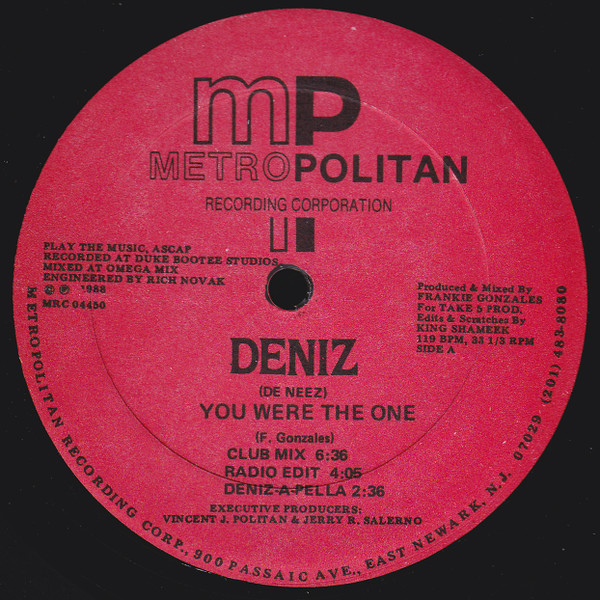 mp
METROPOLITAN
RECORDING CORPORATION
PLAY THE MUSIC, ASCAP
RECORDED AT DUKE BOOTEE STUDIOS
MIXED AT OMEGA MIX
ENGINEERED BY RICH NOVAK
© ℗ 1988
MRC 04450
Produced & Mixed By
FRANKIE GONZALES
For TAKE 5 PROD.
Edits & Scratches By
KING SHAMEEK
119 BPM, 33 1/3 RPM
SIDE A
DENIZ
(DE NEEZ)
YOU WERE THE ONE
(F. Gonzales)
CLUB MIX 6:36
RADIO EDIT 4:05
DENIZ-A-PELLA 2:36
EXECUTIVE PRODUCERS:
VINCENT J. POLITAN & JERRY R. SALERNO
METROPOLITAN RECORDING CORP., 900 PASSAIC AVE., EAST NEWARK, N.J. 07029 (201) 483-8080